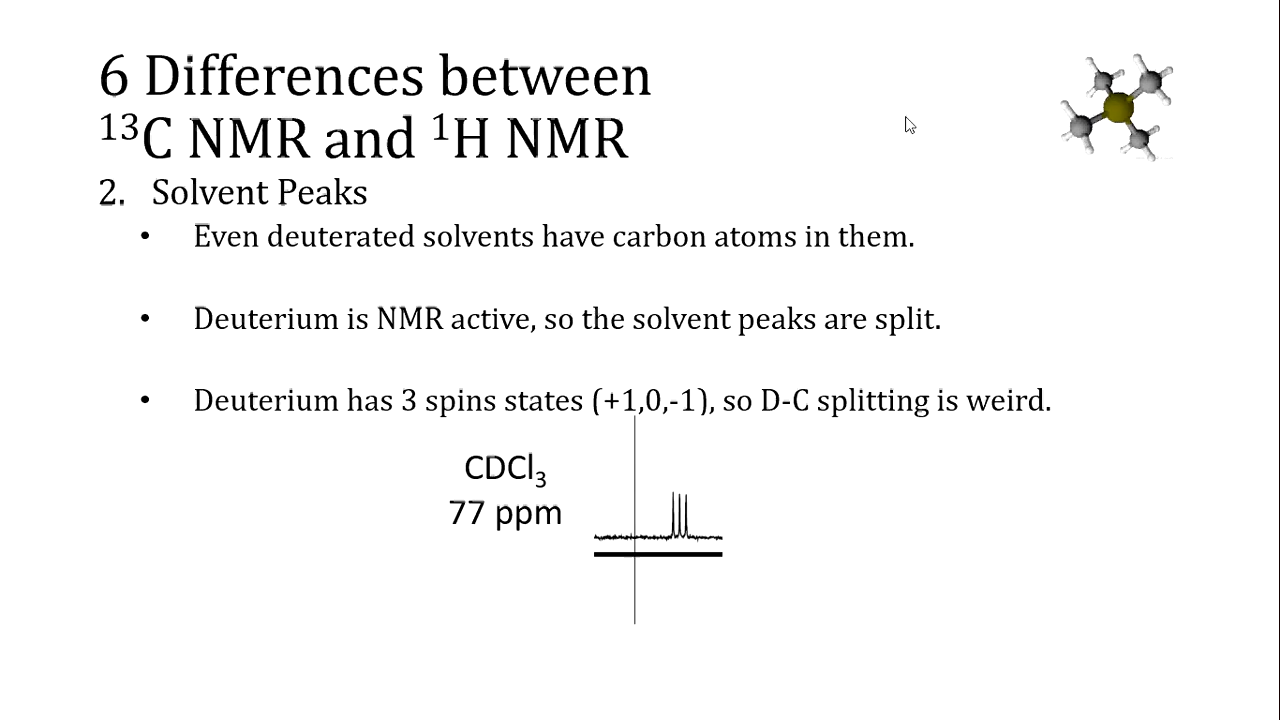 6 Differences between
¹³C NMR and ¹H NMR
2. Solvent Peaks
• Even deuterated solvents have carbon atoms in them.
• Deuterium is NMR active, so the solvent peaks are split.
• Deuterium has 3 spins states (+1,0,-1), so D-C splitting is weird.
CDCl₃
77 ppm